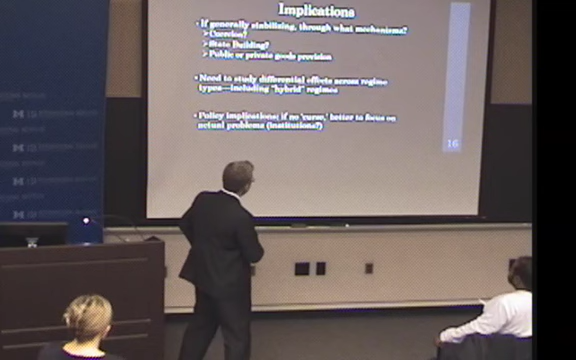 Implications
· If generally stabilizing, through what mechanisms?
➢Coercion?
➢State Building?
➢Public or private goods provision
· Need to study differential effects across regime
types—including "hybrid" regimes
· Policy implications: if no 'curse,' better to focus on
actual problems (institutions?)
16